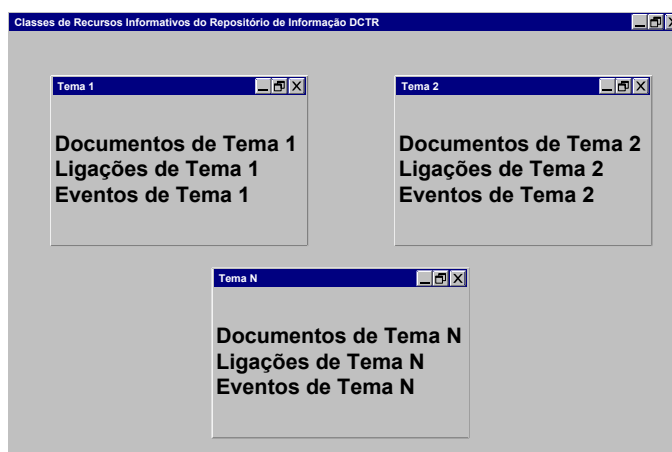 Classes de Recursos Informativos do Repositório de Informação DCTR
Tema 1
Documentos de Tema 1
Ligações de Tema 1
Eventos de Tema 1
Tema 2
Documentos de Tema 2
Ligações de Tema 2
Eventos de Tema 2
Tema N
Documentos de Tema N
Ligações de Tema N
Eventos de Tema N